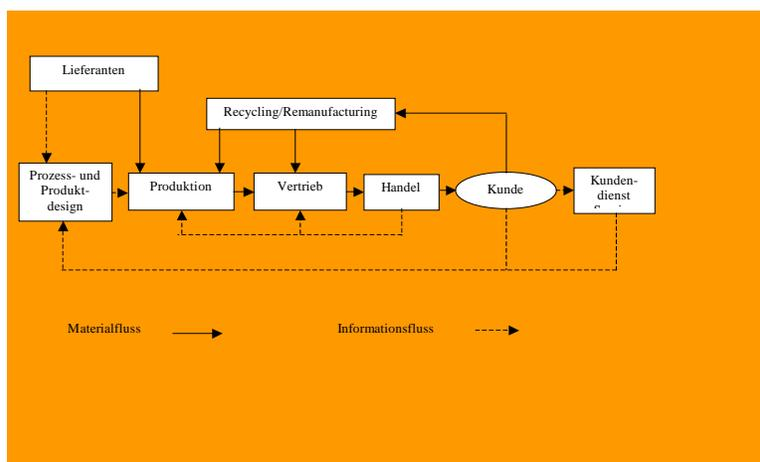 Lieferanten
Recycling/Remanufacturing
Prozess- und
Produkt-
design
Produktion
Vertrieb
Handel
Kunde
Kunden-
dienst
Materialfluss
Informationsfluss